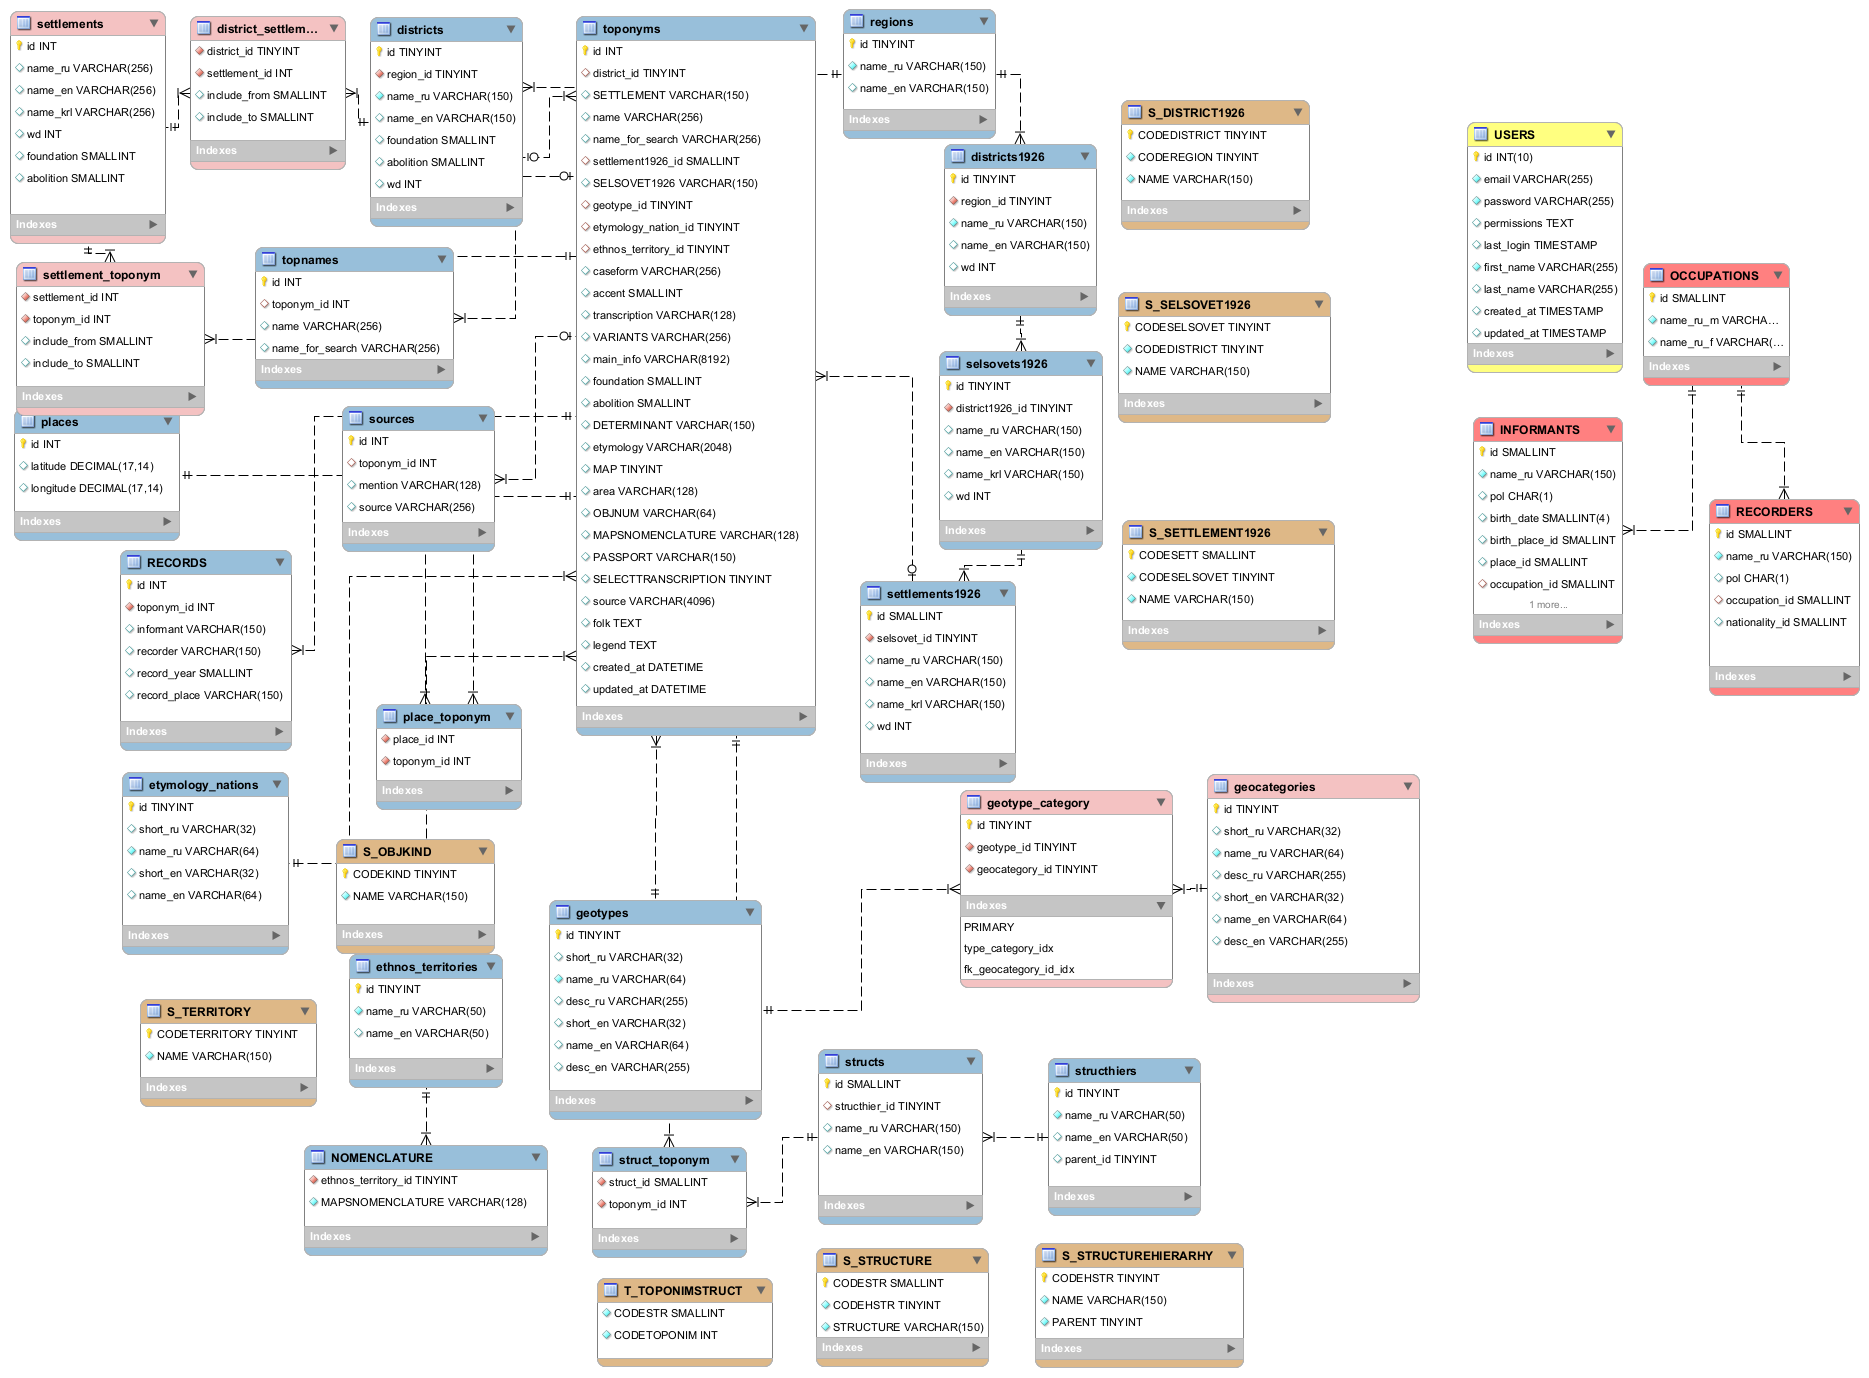 settlements
id INT
name_ru VARCHAR(256)
name_en VARCHAR(256)
name_krl VARCHAR(256)
wd INT
foundation SMALLINT
abolition SMALLINT
Indexes
district_settlem...
district_id TINYINT
settlement_id INT
include_from SMALLINT
include_to SMALLINT
Indexes
districts
id TINYINT
region_id TINYINT
name_ru VARCHAR(150)
name_en VARCHAR(150)
foundation SMALLINT
abolition SMALLINT
wd INT
Indexes
toponyms
id INT
district_id TINYINT
SETTLEMENT VARCHAR(150)
name VARCHAR(256)
name_for_search VARCHAR(256)
settlement1926_id SMALLINT
SELSOVET1926 VARCHAR(150)
geotype_id TINYINT
etymology_nation_id TINYINT
ethnos_territory_id TINYINT
caseform VARCHAR(256)
accent SMALLINT
transcription VARCHAR(128)
VARIANTS VARCHAR(256)
main_info VARCHAR(8192)
foundation SMALLINT
abolition SMALLINT
DETERMINANT VARCHAR(150)
etymology VARCHAR(2048)
MAP TINYINT
area VARCHAR(128)
OBJNUM VARCHAR(64)
MAPSNOMENCLATURE VARCHAR(128)
PASSPORT VARCHAR(150)
SELECTTRANSCRIPTION TINYINT
source VARCHAR(4096)
folk TEXT
legend TEXT
created_at DATETIME
updated_at DATETIME
Indexes
regions
id TINYINT
name_ru VARCHAR(150)
name_en VARCHAR(150)
Indexes
districts1926
id TINYINT
region_id TINYINT
name_ru VARCHAR(150)
name_en VARCHAR(150)
wd INT
Indexes
S_DISTRICT1926
CODEDISTRICT TINYINT
CODEREGION TINYINT
NAME VARCHAR(150)
Indexes
USERS
id INT(10)
email VARCHAR(255)
password VARCHAR(255)
permissions TEXT
last_login TIMESTAMP
first_name VARCHAR(255)
last_name VARCHAR(255)
created_at TIMESTAMP
updated_at TIMESTAMP
Indexes
OCCUPATIONS
id SMALLINT
name_ru_m VARCHA...
name_ru_f VARCHAR(...
Indexes
settlement_toponym
settlement_id INT
toponym_id INT
include_from SMALLINT
include_to SMALLINT
Indexes
topnames
id INT
toponym_id INT
name VARCHAR(256)
name_for_search VARCHAR(256)
Indexes
S_SELSOVET1926
CODESELSOVET TINYINT
CODEDISTRICT TINYINT
NAME VARCHAR(150)
Indexes
selsovets1926
id TINYINT
district1926_id TINYINT
name_ru VARCHAR(150)
name_en VARCHAR(150)
name_krl VARCHAR(150)
wd INT
Indexes
places
id INT
latitude DECIMAL(17,14)
longitude DECIMAL(17,14)
Indexes
sources
id INT
toponym_id INT
mention VARCHAR(128)
source VARCHAR(256)
Indexes
INFORMANTS
id SMALLINT
name_ru VARCHAR(150)
pol CHAR(1)
birth_date SMALLINT(4)
birth_place_id SMALLINT
place_id SMALLINT
occupation_id SMALLINT
1 more...
Indexes
RECORDERS
id SMALLINT
name_ru VARCHAR(150)
pol CHAR(1)
occupation_id SMALLINT
nationality_id SMALLINT
Indexes
S_SETTLEMENT1926
CODESETT SMALLINT
CODESELSOVET TINYINT
NAME VARCHAR(150)
Indexes
RECORDS
id INT
toponym_id INT
informant VARCHAR(150)
recorder VARCHAR(150)
record_year SMALLINT
record_place VARCHAR(150)
Indexes
settlements1926
id SMALLINT
selsovet_id TINYINT
name_ru VARCHAR(150)
name_en VARCHAR(150)
name_krl VARCHAR(150)
wd INT
Indexes
place_toponym
place_id INT
toponym_id INT
Indexes
etymology_nations
id TINYINT
short_ru VARCHAR(32)
name_ru VARCHAR(64)
short_en VARCHAR(32)
name_en VARCHAR(64)
Indexes
S_OBJKIND
CODEKIND TINYINT
NAME VARCHAR(150)
Indexes
geotype_category
id TINYINT
geotype_id TINYINT
geocategory_id TINYINT
Indexes
PRIMARY
type_category_idx
fk_geocategory_id_idx
geocategories
id TINYINT
short_ru VARCHAR(32)
name_ru VARCHAR(64)
desc_ru VARCHAR(255)
short_en VARCHAR(32)
name_en VARCHAR(64)
desc_en VARCHAR(255)
Indexes
geotypes
id TINYINT
short_ru VARCHAR(32)
name_ru VARCHAR(64)
desc_ru VARCHAR(255)
short_en VARCHAR(32)
name_en VARCHAR(64)
desc_en VARCHAR(255)
Indexes
ethnos_territories
id TINYINT
name_ru VARCHAR(50)
name_en VARCHAR(50)
Indexes
S_TERRITORY
CODETERRITORY TINYINT
NAME VARCHAR(150)
Indexes
structs
id SMALLINT
structhier_id TINYINT
name_ru VARCHAR(150)
name_en VARCHAR(150)
Indexes
structhiers
id TINYINT
name_ru VARCHAR(50)
name_en VARCHAR(50)
parent_id TINYINT
Indexes
NOMENCLATURE
ethnos_territory_id TINYINT
MAPSNOMENCLATURE VARCHAR(128)
Indexes
struct_toponym
struct_id SMALLINT
toponym_id INT
Indexes
T_TOPONIMSTRUCT
CODESTR SMALLINT
CODETOPONIM INT
S_STRUCTURE
CODESTR SMALLINT
CODEHSTR TINYINT
STRUCTURE VARCHAR(150)
Indexes
S_STRUCTUREHIERARHY
CODEHSTR TINYINT
NAME VARCHAR(150)
PARENT TINYINT
Indexes